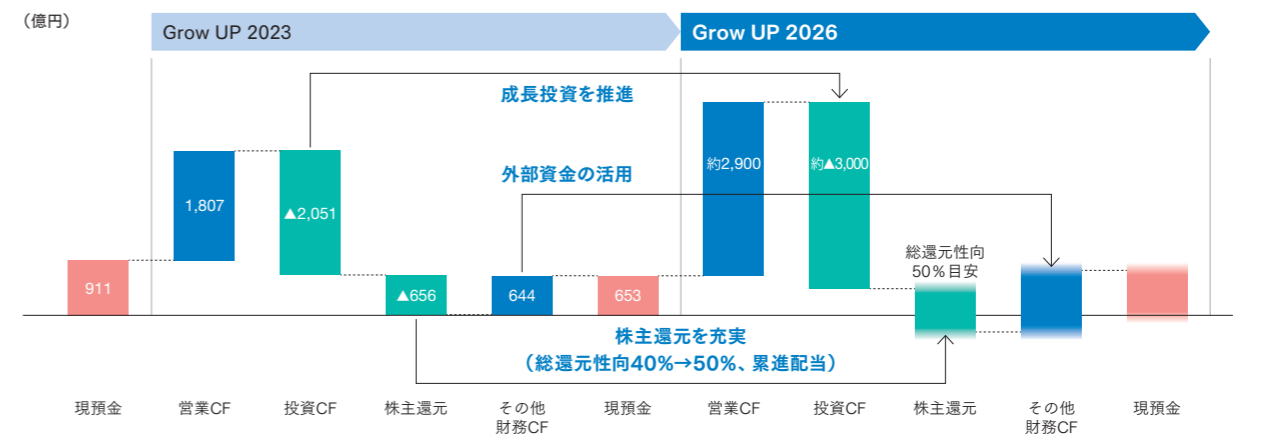 (億円)
Grow UP 2023
Grow UP 2026
成長投資を推進
外部資金の活用
911
1,807
▲2,051
▲656
644
653
約2,900
約▲3,000
総還元性向
50%目安
株主還元を充実
(総還元性向40%→50%、累進配当)
現預金
営業CF
投資CF
株主還元
その他
財務CF
現預金
営業CF
投資CF
株主還元
その他
財務CF
現預金